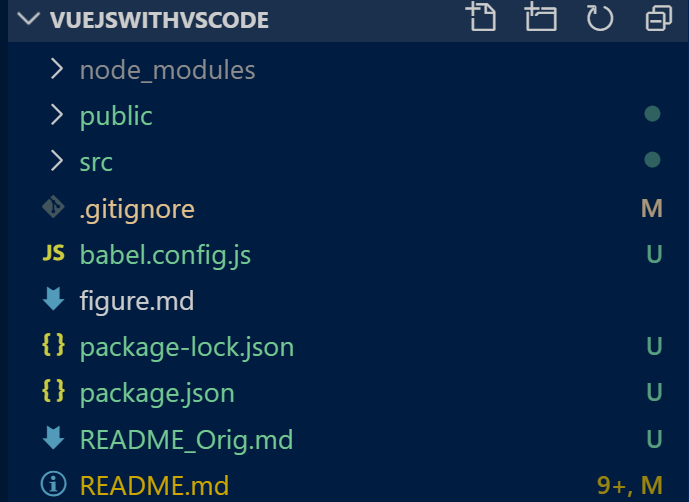 VUEJSWITHVSCODE
node_modules
public
src
.gitignore M
JS babel.config.js U
figure.md
{ } package-lock.json U
{ } package.json U
README_Orig.md U
README.md 9+, M